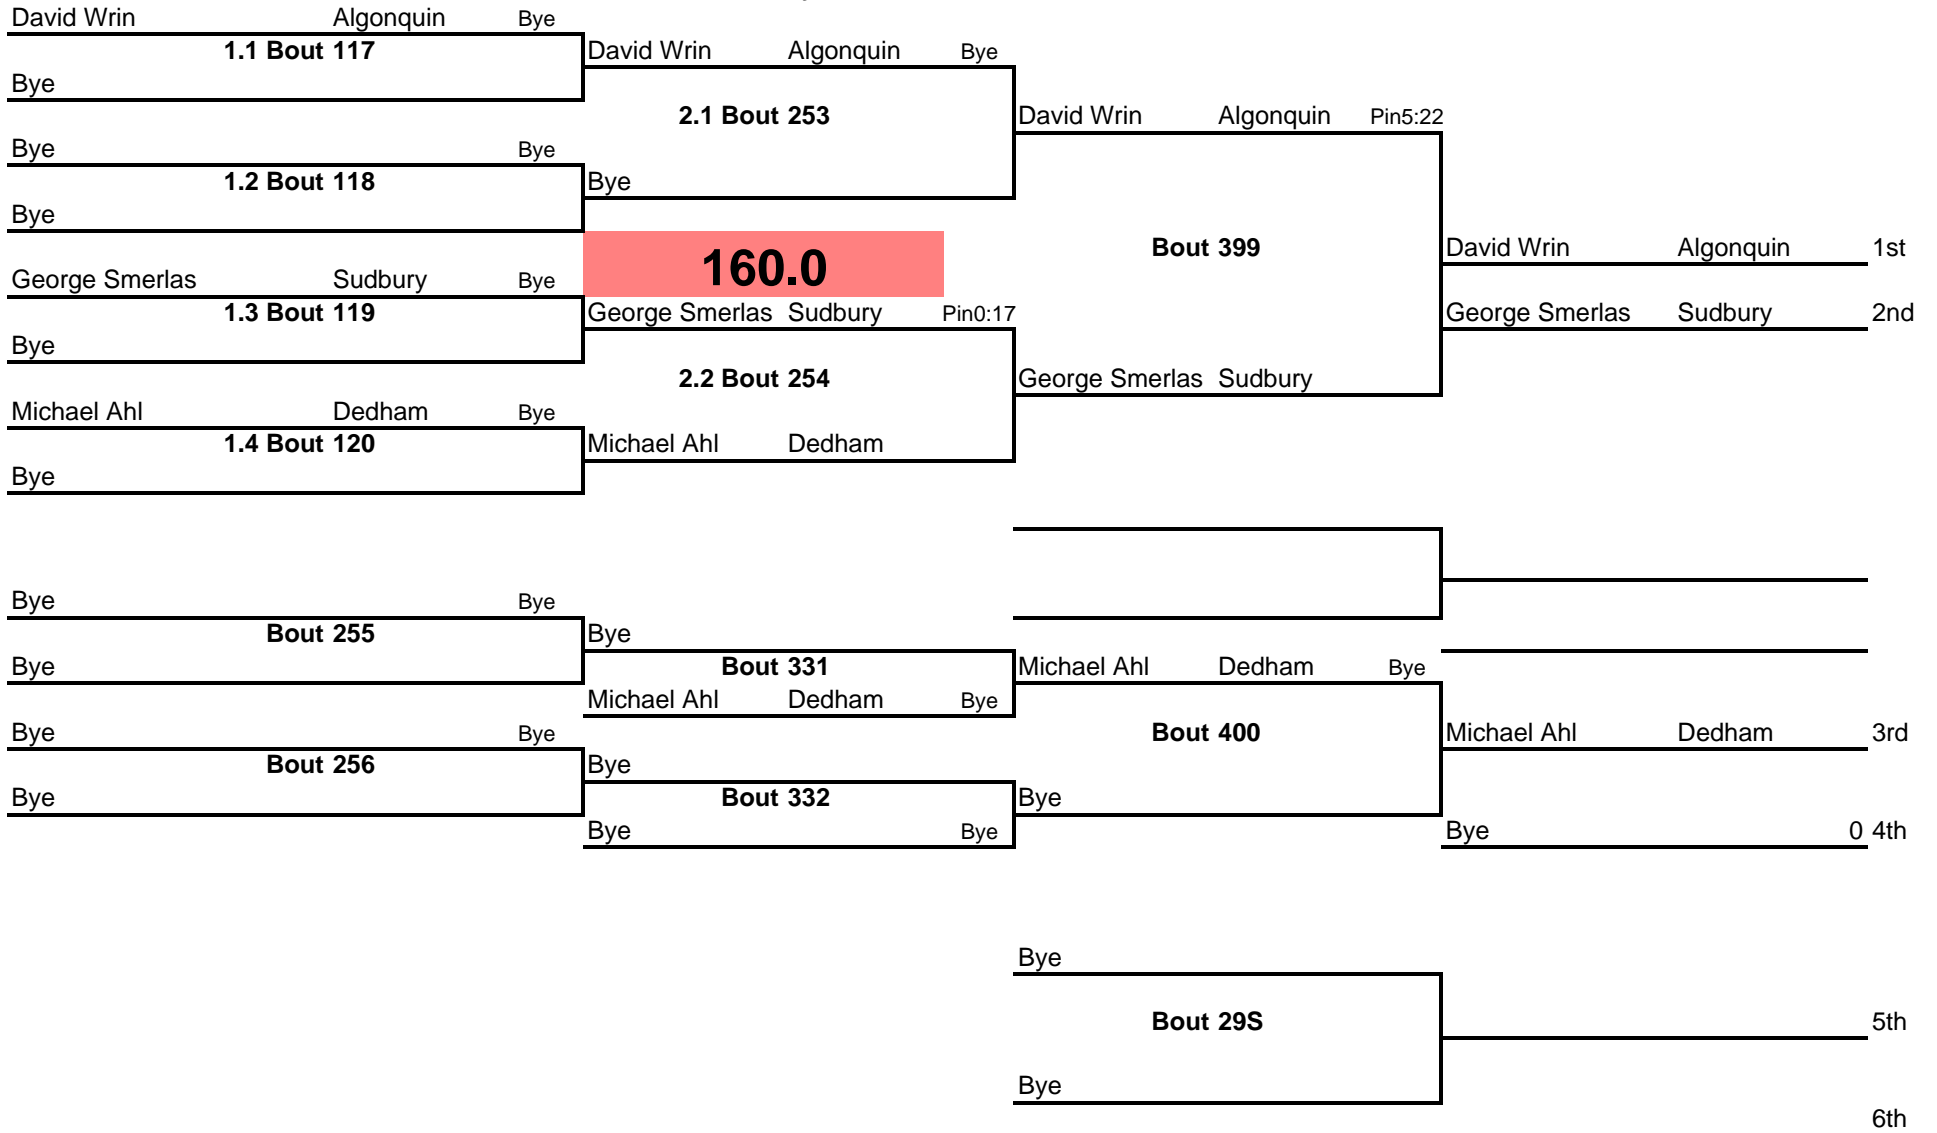 David Wrin Algonquin Bye
1.1 Bout 117
Bye
David Wrin Algonquin Bye
2.1 Bout 253
David Wrin Algonquin Pin5:22
Bye Bye
1.2 Bout 118
Bye
Bye
160.0
Bout 399
David Wrin Algonquin 1st
George Smerlas Sudbury Bye
1.3 Bout 119
Bye
George Smerlas Sudbury Pin0:17
George Smerlas Sudbury 2nd
2.2 Bout 254
George Smerlas Sudbury
Michael Ahl Dedham Bye
1.4 Bout 120
Bye
Michael Ahl Dedham
Bye Bye
Bout 255
Bye
Bye
Bout 331
Michael Ahl Dedham Bye
Michael Ahl Dedham Bye
Bye Bye
Bout 256
Bye
Bout 400
Michael Ahl Dedham 3rd
Bye
Bout 332
Bye
Bye Bye
Bye 0 4th
Bye
Bout 29S
5th
Bye
6th